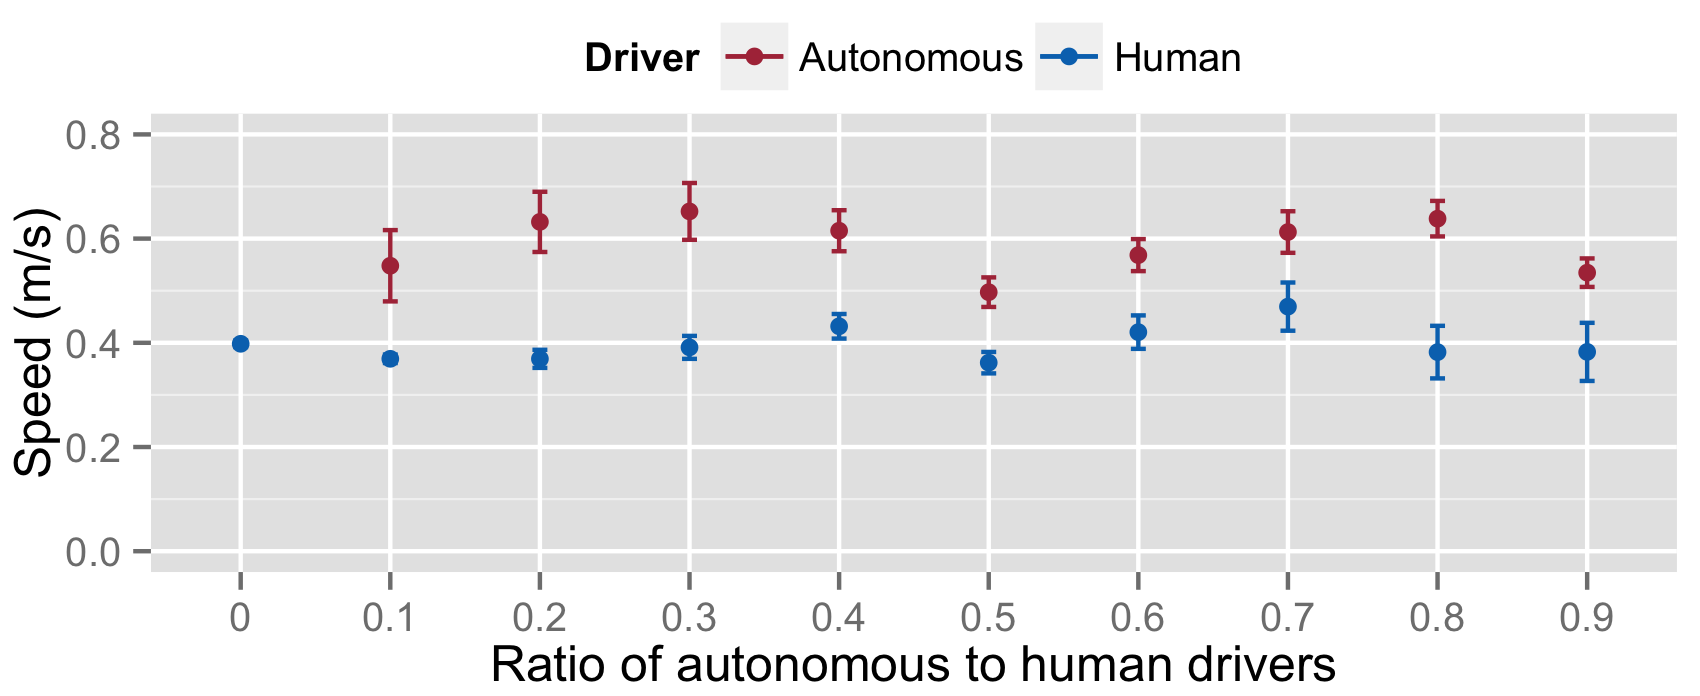 Driver Autonomous Human
0.8
0.6
0.4
0.2
0.0
Speed (m/s)
0 0.1 0.2 0.3 0.4 0.5 0.6 0.7 0.8 0.9
Ratio of autonomous to human drivers